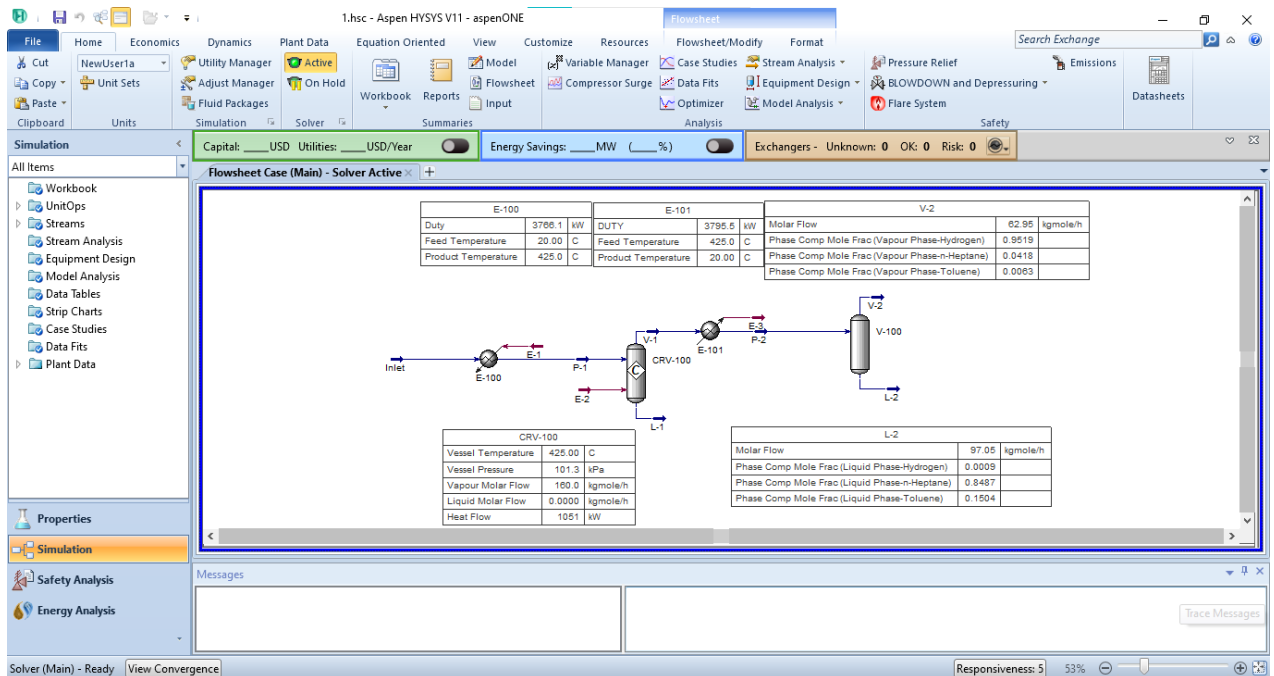 1.hsc - Aspen HYSYS V11 - aspenONE
Flowsheet
File Home Economics Dynamics Plant Data Equation Oriented View Customize Resources Flowsheet/Modify Format Search Exchange
Cut NewUser1a Utility Manager Active Model Variable Manager Case Studies Stream Analysis Pressure Relief Emissions
Copy Unit Sets Adjust Manager On Hold Workbook Reports Flowsheet Compressor Surge Data Fits Equipment Design BLOWDOWN and Depressuring Datasheets
Paste Fluid Packages Input Optimizer Model Analysis Flare System
Clipboard Units Simulation Solver Summaries Analysis Safety
Simulation
All Items
Workbook
UnitOps
Streams
Stream Analysis
Equipment Design
Model Analysis
Data Tables
Strip Charts
Case Studies
Data Fits
Plant Data
Properties
Simulation
Safety Analysis
Energy Analysis
Capital: ____USD Utilities: ____USD/Year Energy Savings: ____MW (____%) Exchangers - Unknown: 0 OK: 0 Risk: 0
Flowsheet Case (Main) - Solver Active
E-100
Duty 3766.1 kW
Feed Temperature 20.00 C
Product Temperature 425.0 C
E-101
DUTY 3795.5 kW
Feed Temperature 425.0 C
Product Temperature 20.00 C
V-2
Molar Flow 62.95 kgmole/h
Phase Comp Mole Frac (Vapour Phase-Hydrogen) 0.9519
Phase Comp Mole Frac (Vapour Phase-n-Heptane) 0.0418
Phase Comp Mole Frac (Vapour Phase-Toluene) 0.0063
Inlet
E-100
E-1
P-1
E-2
V-1
CRV-100
C
L-1
E-101
E-3
P-2
V-2
V-100
L-2
CRV-100
Vessel Temperature 425.00 C
Vessel Pressure 101.3 kPa
Vapour Molar Flow 160.0 kgmole/h
Liquid Molar Flow 0.0000 kgmole/h
Heat Flow 1051 kW
L-2
Molar Flow 97.05 kgmole/h
Phase Comp Mole Frac (Liquid Phase-Hydrogen) 0.0009
Phase Comp Mole Frac (Liquid Phase-n-Heptane) 0.8487
Phase Comp Mole Frac (Liquid Phase-Toluene) 0.1504
Messages
Trace Messages
Solver (Main) - Ready View Convergence Responsiveness: 5 53%